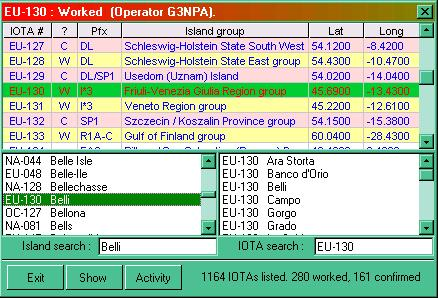 EU-130 : Worked (Operator G3NPA).
IOTA # ? Pfx Island group Lat Long
EU-127 C DL Schleswig-Holstein State South West 54.1200 -8.4200
EU-128 W DL Schleswig-Holstein State East group 54.4300 -10.4700
EU-129 C DL/SP1 Usedom (Uznam) Island 54.0200 -14.0400
EU-130 W I*3 Friuli-Venezia Giulia Region group 45.6900 -13.4300
EU-131 W I*3 Veneto Region group 45.2200 -12.6100
EU-132 C SP1 Szczecin / Koszalin Province group 54.1500 -15.3800
EU-133 W R1A-C Gulf of Finland group 60.0400 -28.4300
NA-044 Belle Isle
EU-048 Belle-Ile
NA-128 Bellechasse
EU-130 Belli
OC-127 Bellona
NA-081 Bells
EU-130 Ara Storta
EU-130 Banco d'Orio
EU-130 Belli
EU-130 Campo
EU-130 Gorgo
EU-130 Grado
Island search : Belli IOTA search : EU-130
Exit Show Activity 1164 IOTAs listed. 280 worked, 161 confirmed